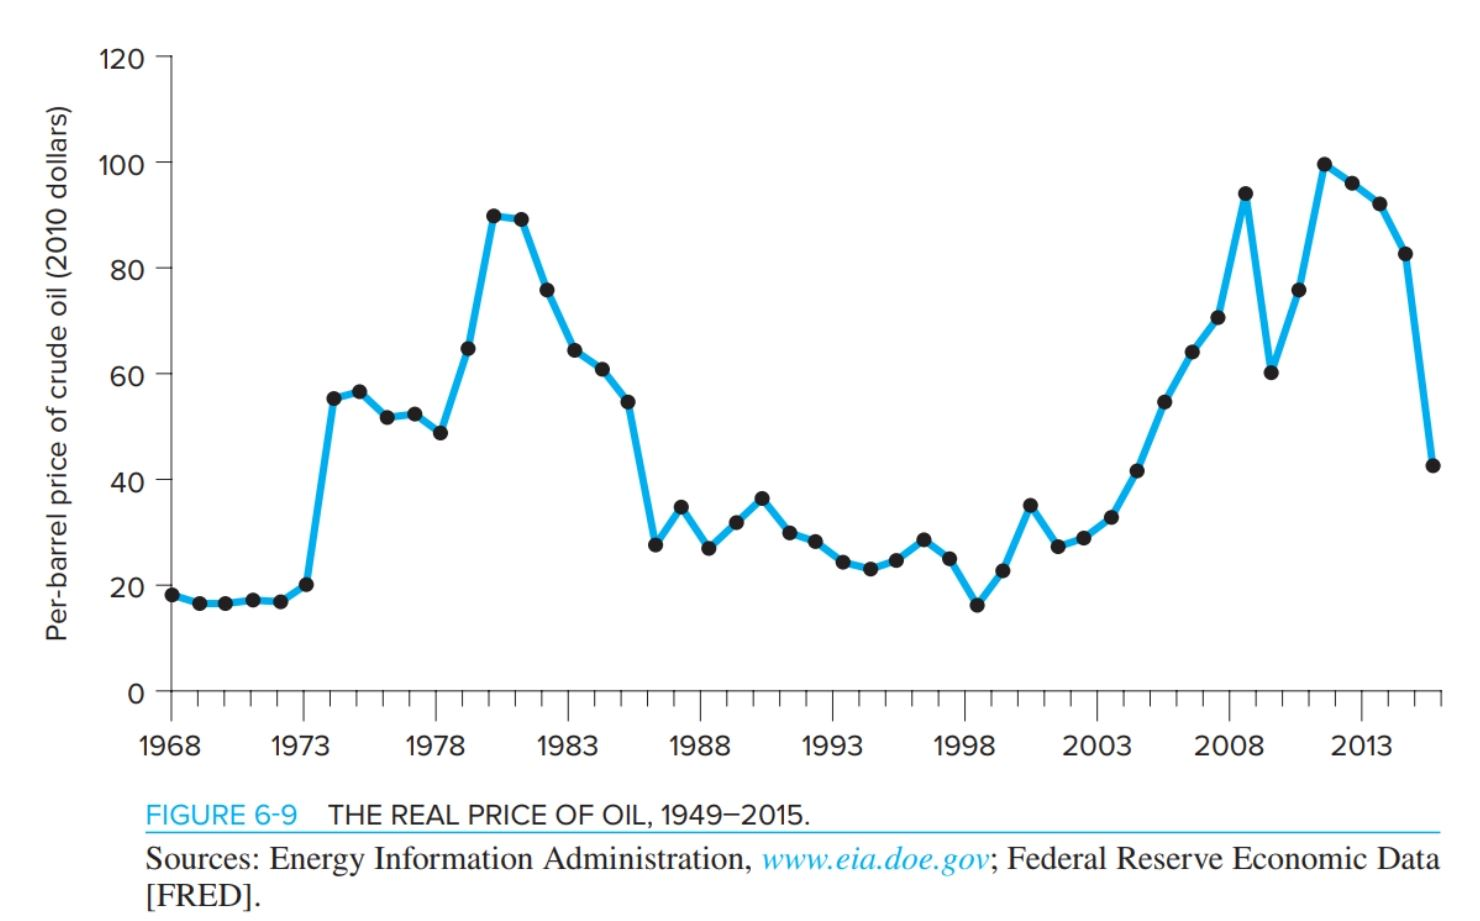 Per-barrel price of crude oil (2010 dollars)
120
100
80
60
40
20
0
1968 1973 1978 1983 1988 1993 1998 2003 2008 2013
FIGURE 6-9 THE REAL PRICE OF OIL, 1949–2015.
Sources: Energy Information Administration, www.eia.doe.gov; Federal Reserve Economic Data
[FRED].